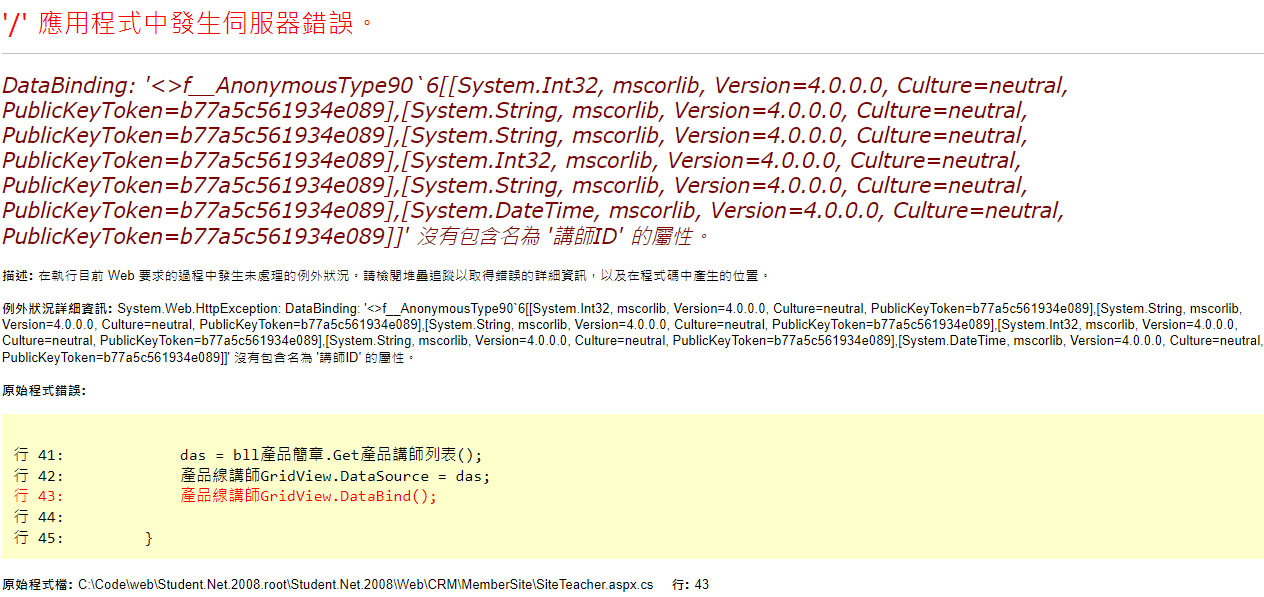 '/' 應用程式中發生伺服器錯誤。
DataBinding: '<>f__AnonymousType90`6[[System.Int32, mscorlib, Version=4.0.0.0, Culture=neutral,
PublicKeyToken=b77a5c561934e089],[System.String, mscorlib, Version=4.0.0.0, Culture=neutral,
PublicKeyToken=b77a5c561934e089],[System.String, mscorlib, Version=4.0.0.0, Culture=neutral,
PublicKeyToken=b77a5c561934e089],[System.Int32, mscorlib, Version=4.0.0.0, Culture=neutral,
PublicKeyToken=b77a5c561934e089],[System.String, mscorlib, Version=4.0.0.0, Culture=neutral,
PublicKeyToken=b77a5c561934e089],[System.DateTime, mscorlib, Version=4.0.0.0, Culture=neutral,
PublicKeyToken=b77a5c561934e089]]' 沒有包含名為 '講師ID' 的屬性。
描述: 在執行目前 Web 要求的過程中發生未處理的例外狀況。請檢閱堆疊追蹤以取得錯誤的詳細資訊，以及在程式碼中產生的位置。
例外狀況詳細資訊: System.Web.HttpException: DataBinding: '<>f__AnonymousType90`6[[System.Int32, mscorlib, Version=4.0.0.0, Culture=neutral, PublicKeyToken=b77a5c561934e089],[System.String, mscorlib,
Version=4.0.0.0, Culture=neutral, PublicKeyToken=b77a5c561934e089],[System.String, mscorlib, Version=4.0.0.0, Culture=neutral, PublicKeyToken=b77a5c561934e089],[System.Int32, mscorlib, Version=4.0.0.0,
Culture=neutral, PublicKeyToken=b77a5c561934e089],[System.String, mscorlib, Version=4.0.0.0, Culture=neutral, PublicKeyToken=b77a5c561934e089],[System.DateTime, mscorlib, Version=4.0.0.0, Culture=neutral,
PublicKeyToken=b77a5c561934e089]]' 沒有包含名為 '講師ID' 的屬性。
原始程式錯誤:
行 41: das = bll產品簡章.Get產品講師列表();
行 42: 產品線講師GridView.DataSource = das;
行 43: 產品線講師GridView.DataBind();
行 44:
行 45: }
原始程式檔: C:\Code\web\Student.Net.2008.root\Student.Net.2008\Web\CRM\MemberSite\SiteTeacher.aspx.cs 行: 43